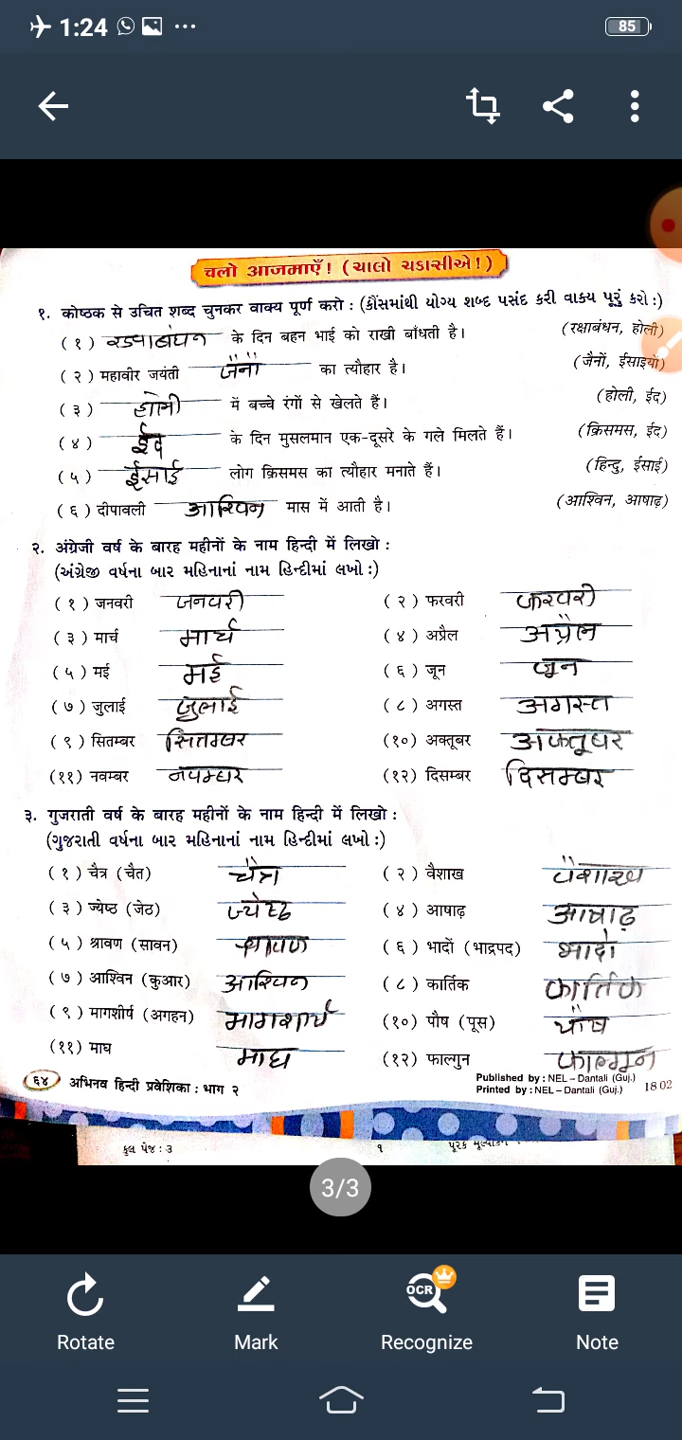 1:24 ... 85
चलो आजमाएँ! (ચાલો ચકાસીએ!)
१. कोष्ठक से उचित शब्द चुनकर वाक्य पूर्ण करो : (કૌંસમાંથી યોગ્ય શબ્દ પસંદ કરી વાક્ય પૂરું કરો :)
(१) के दिन बहन भाई को राखी बाँधती है। (रक्षाबंधन, होली)
(२) महावीर जयंती जैनों का त्यौहार है। (जैनों, ईसाइयों)
(३) होली में बच्चे रंगों से खेलते हैं। (होली, ईद)
(४) ईद के दिन मुसलमान एक-दूसरे के गले मिलते हैं। (क्रिसमस, ईद)
(५) ईसाई लोग क्रिसमस का त्यौहार मनाते हैं। (हिन्दु, ईसाई)
(६) दीपावली आश्विन मास में आती है। (आश्विन, आषाढ़)
२. अंग्रेजी वर्ष के बारह महीनों के नाम हिन्दी में लिखो :
(અંગ્રેજી વર્ષના બાર મહિનાનાં નામ હિન્દીમાં લખો :)
(१) जनवरी जनवरी (२) फरवरी फरवरी
(३) मार्च मार्च (४) अप्रैल अप्रैल
(५) मई मई (६) जून जून
(७) जुलाई जुलाई (८) अगस्त अगस्त
(९) सितम्बर सितम्बर (१०) अक्तूबर अक्तूबर
(११) नवम्बर नवम्बर (१२) दिसम्बर दिसम्बर
३. गुजराती वर्ष के बारह महीनों के नाम हिन्दी में लिखो :
(ગુજરાતી વર્ષના બાર મહિનાનાં નામ હિન્દીમાં લખો :)
(१) चैत्र (चैत) चैत्र (२) वैशाख वैशाख
(३) ज्येष्ठ (जेठ) ज्येष्ठ (४) आषाढ़ आषाढ़
(५) श्रावण (सावन) श्रावण (६) भादों (भाद्रपद) भादो
(७) आश्विन (कुआर) आश्विन (८) कार्तिक कार्तिक
(९) मागशीर्ष (अगहन) (१०) पौष (पूस) पौष
(११) माघ माघ (१२) फाल्गुन फाल्गुन
६४ अभिनव हिन्दी प्रवेशिका : भाग २ Published by : NEL – Dantali (Guj.)
Printed by : NEL – Dantali (Guj.) 18 02
કુલ પેજ : ૩ ૧ પૂરક મૂલ્યાંકન
3/3
Rotate Mark OCR Recognize Note